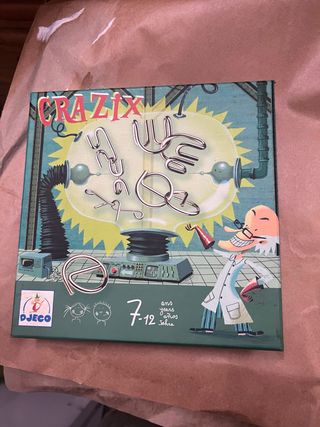 CRAZIX
DJECO
7-12
ans
years
años
Jahre